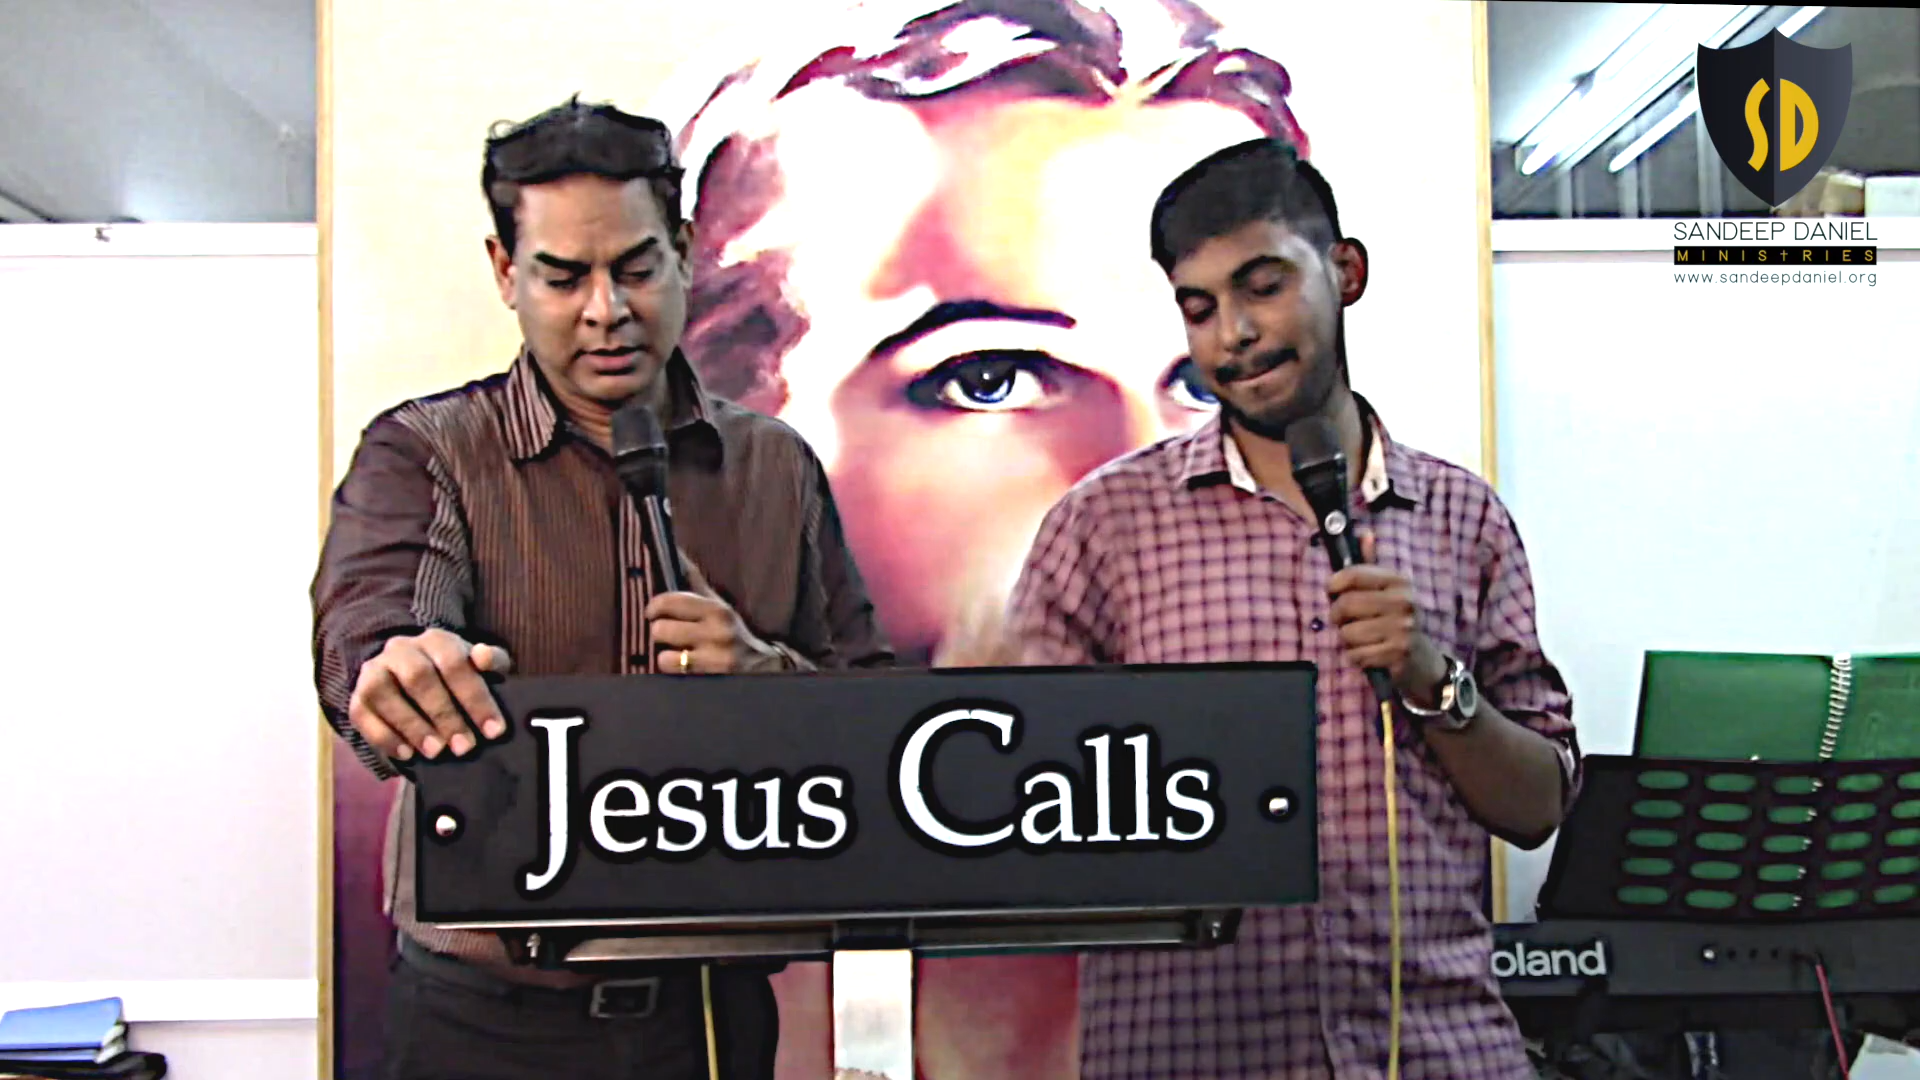 SD
SANDEEP DANIEL
MINISTRIES
www.sandeepdaniel.org
Jesus Calls
oland